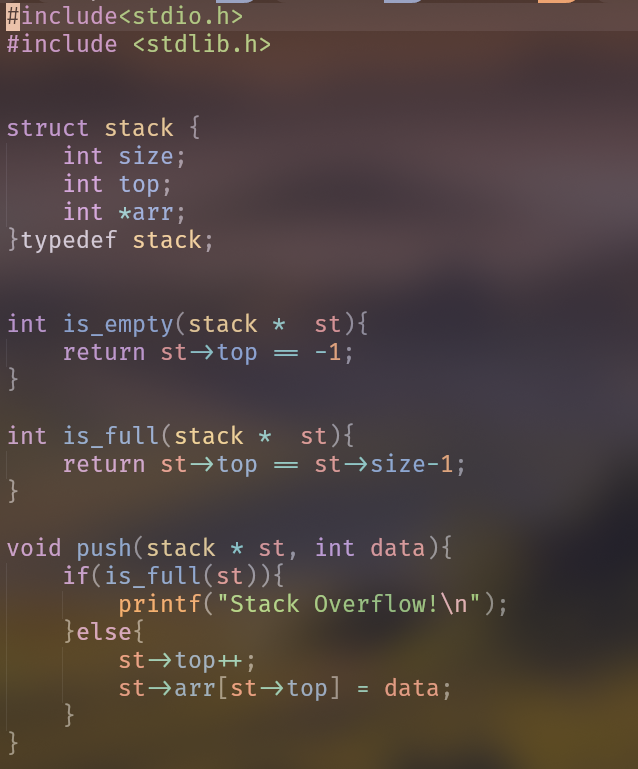 #include<stdio.h>
#include <stdlib.h>
struct stack {
    int size;
    int top;
    int *arr;
}typedef stack;
int is_empty(stack *  st){
    return st->top == -1;
}
int is_full(stack *  st){
    return st->top == st->size-1;
}
void push(stack * st, int data){
    if(is_full(st)){
        printf("Stack Overflow!\n");
    }else{
        st->top++;
        st->arr[st->top] = data;
    }
}